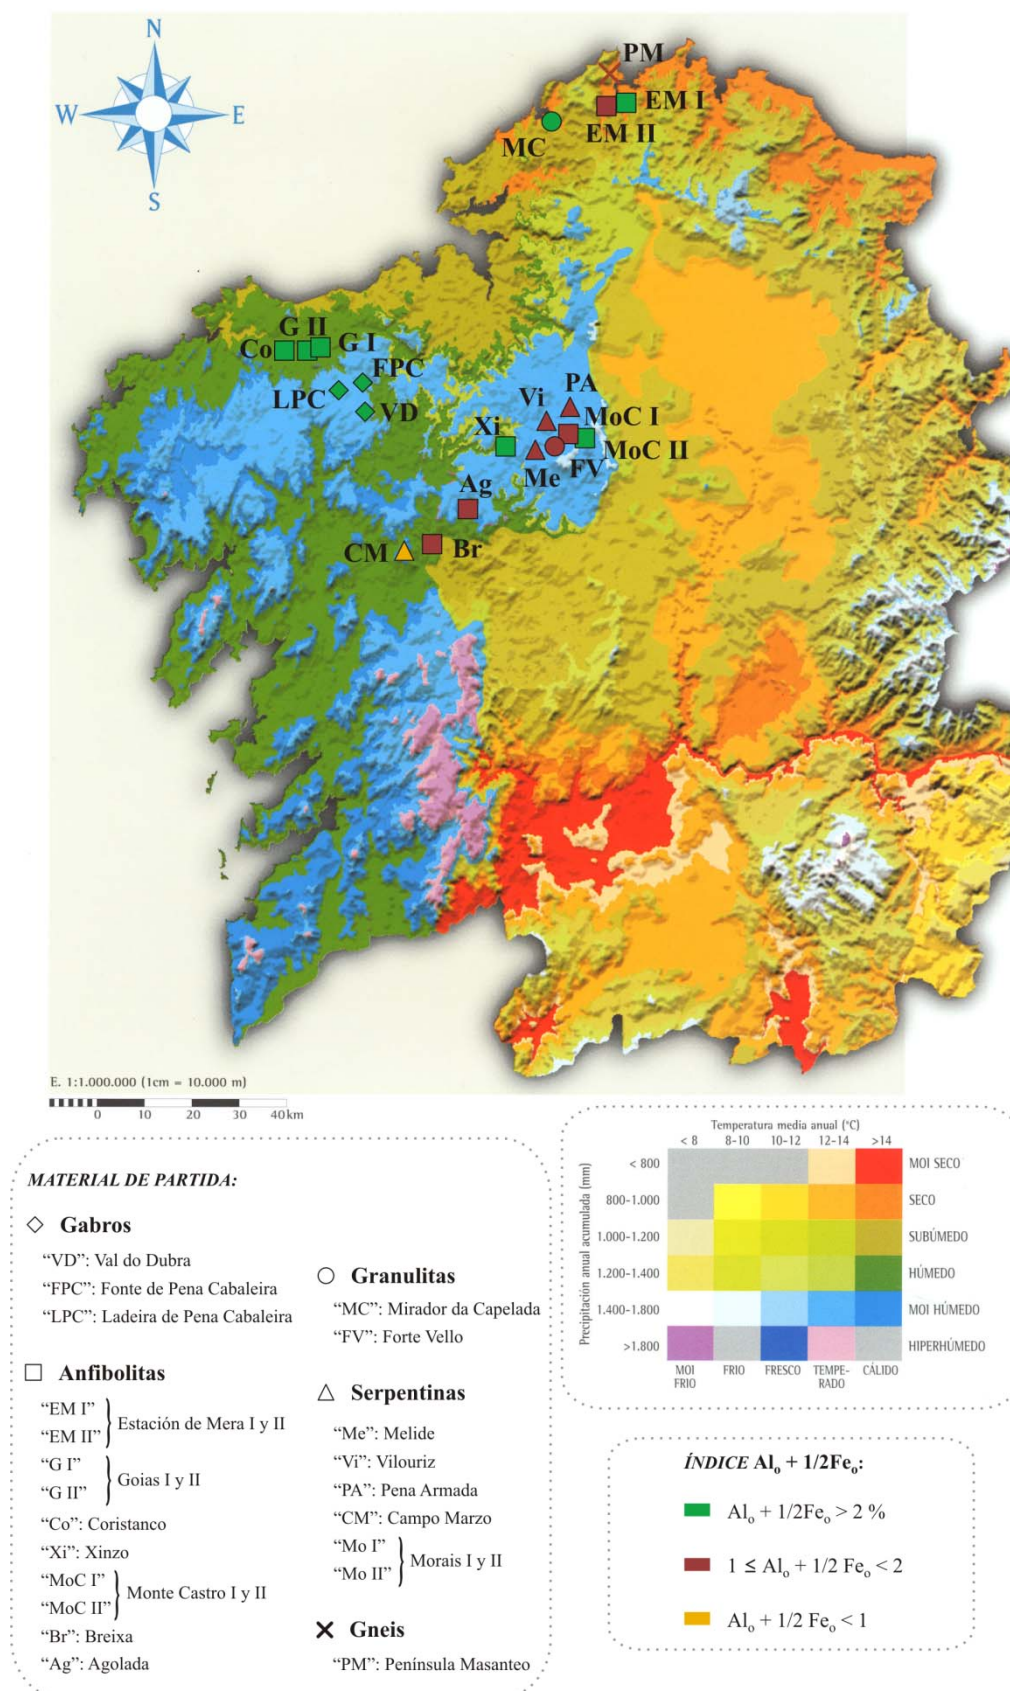 N
W
E
S
PM
EM I
EM II
MC
G II
G I
Co
FPC
LPC
VD
PA
Vi
MoC I
Xi
MoC II
FV
Me
Ag
CM
Br
E. 1:1.000.000 (1cm = 10.000 m)
0 10 20 30 40 km
MATERIAL DE PARTIDA:
Gabros
“VD”: Val do Dubra
“FPC”: Fonte de Pena Cabaleira
“LPC”: Ladeira de Pena Cabaleira
Anfibolitas
“EM I”
“EM II”
Estación de Mera I y II
“G I”
“G II”
Goias I y II
“Co”: Coristanco
“Xi”: Xinzo
“MoC I”
“MoC II”
Monte Castro I y II
“Br”: Breixa
“Ag”: Agolada
Granulitas
“MC”: Mirador da Capelada
“FV”: Forte Vello
Serpentinas
“Me”: Melide
“Vi”: Vilouriz
“PA”: Pena Armada
“CM”: Campo Marzo
“Mo I”
“Mo II”
Morais I y II
Gneis
“PM”: Península Masanteo
Temperatura media anual (°C)
< 8 8-10 10-12 12-14 >14
Precipitación anual acumulada (mm)
< 800 MOI SECO
800-1.000 SECO
1.000-1.200 SUBÚMEDO
1.200-1.400 HÚMEDO
1.400-1.800 MOI HÚMEDO
>1.800 HIPERHÚMEDO
MOI FRIO
FRIO
FRESCO
TEMPE-RADO
CÁLIDO
ÍNDICE Alo + 1/2Feo:
Alo + 1/2Feo > 2 %
1 ≤ Alo + 1/2 Feo < 2
Alo + 1/2 Feo < 1